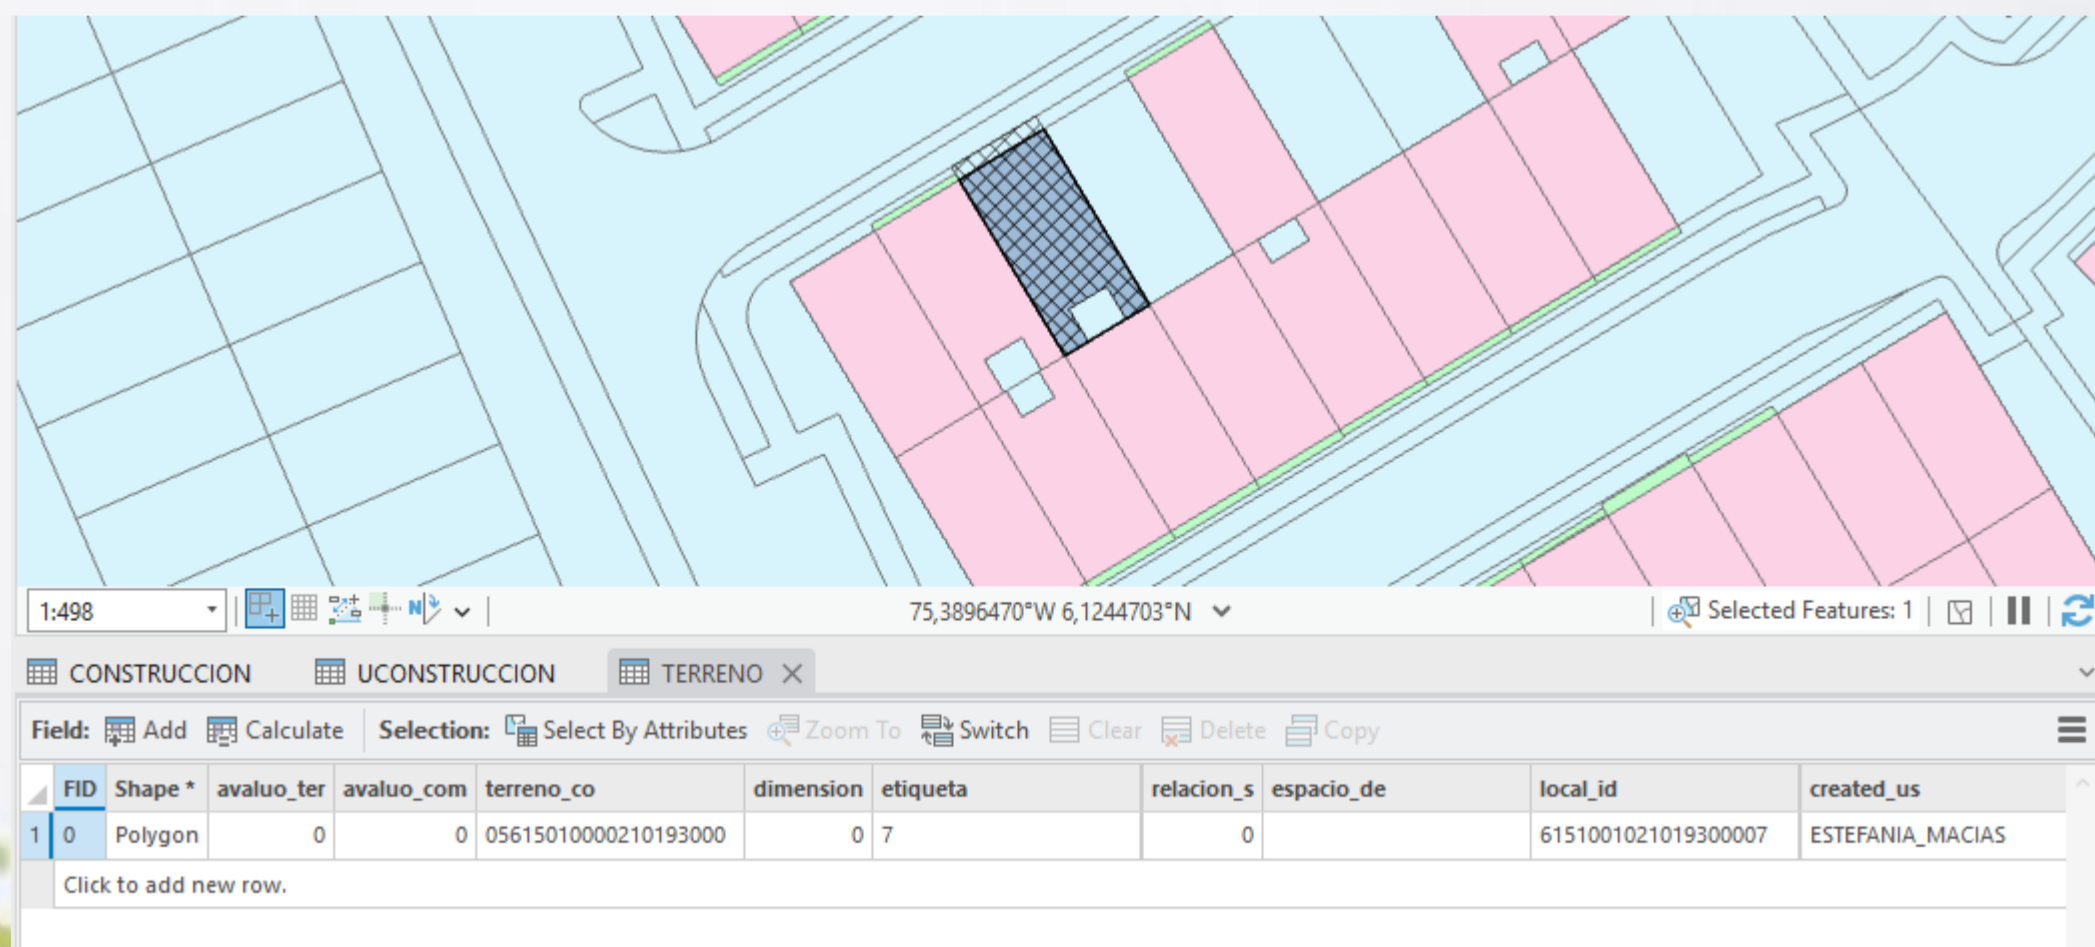 1:498
75,3896470°W 6,1244703°N
Selected Features: 1
CONSTRUCCION UCONSTRUCCION TERRENO
Field: Add Calculate Selection: Select By Attributes Zoom To Switch Clear Delete Copy
FID Shape * avaluo_ter avaluo_com terreno_co dimension etiqueta relacion_s espacio_de local_id created_us
1 0 Polygon 0 0 05615010000210193000 0 7 0 6151001021019300007 ESTEFANIA_MACIAS
Click to add new row.